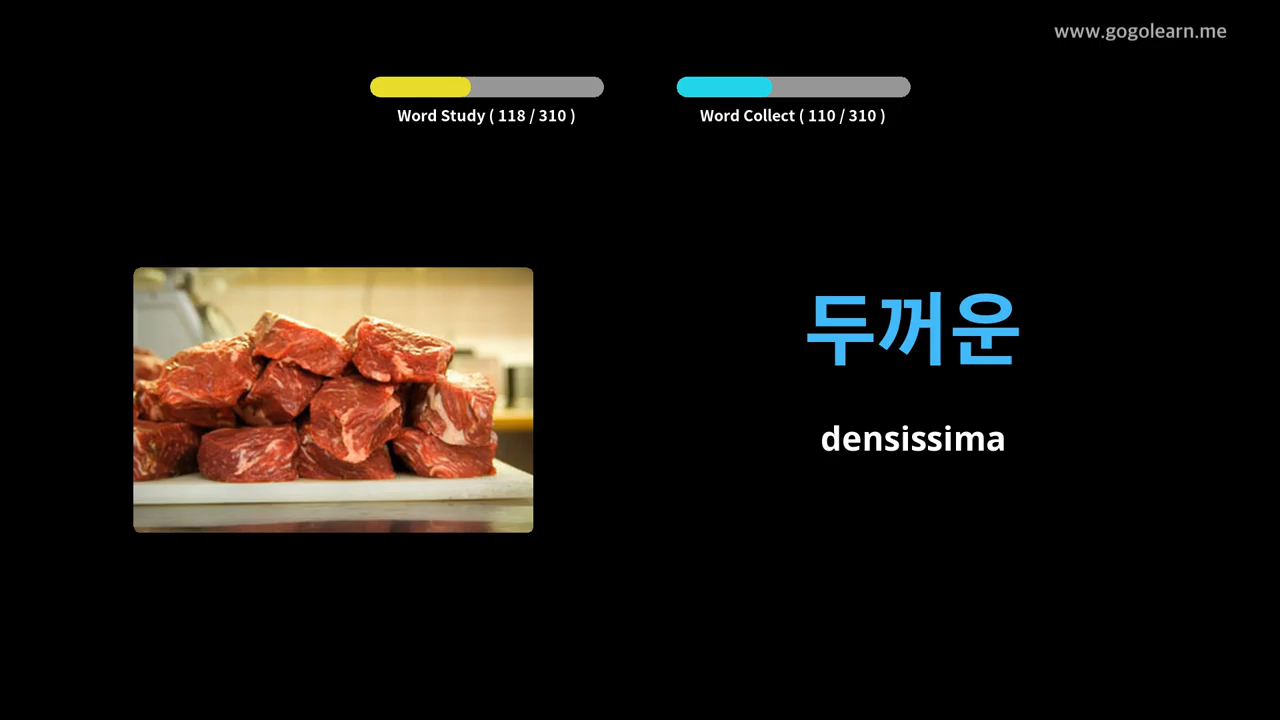 www.gogolearn.me
Word Study ( 118 / 310 )
Word Collect ( 110 / 310 )
두꺼운
densissima